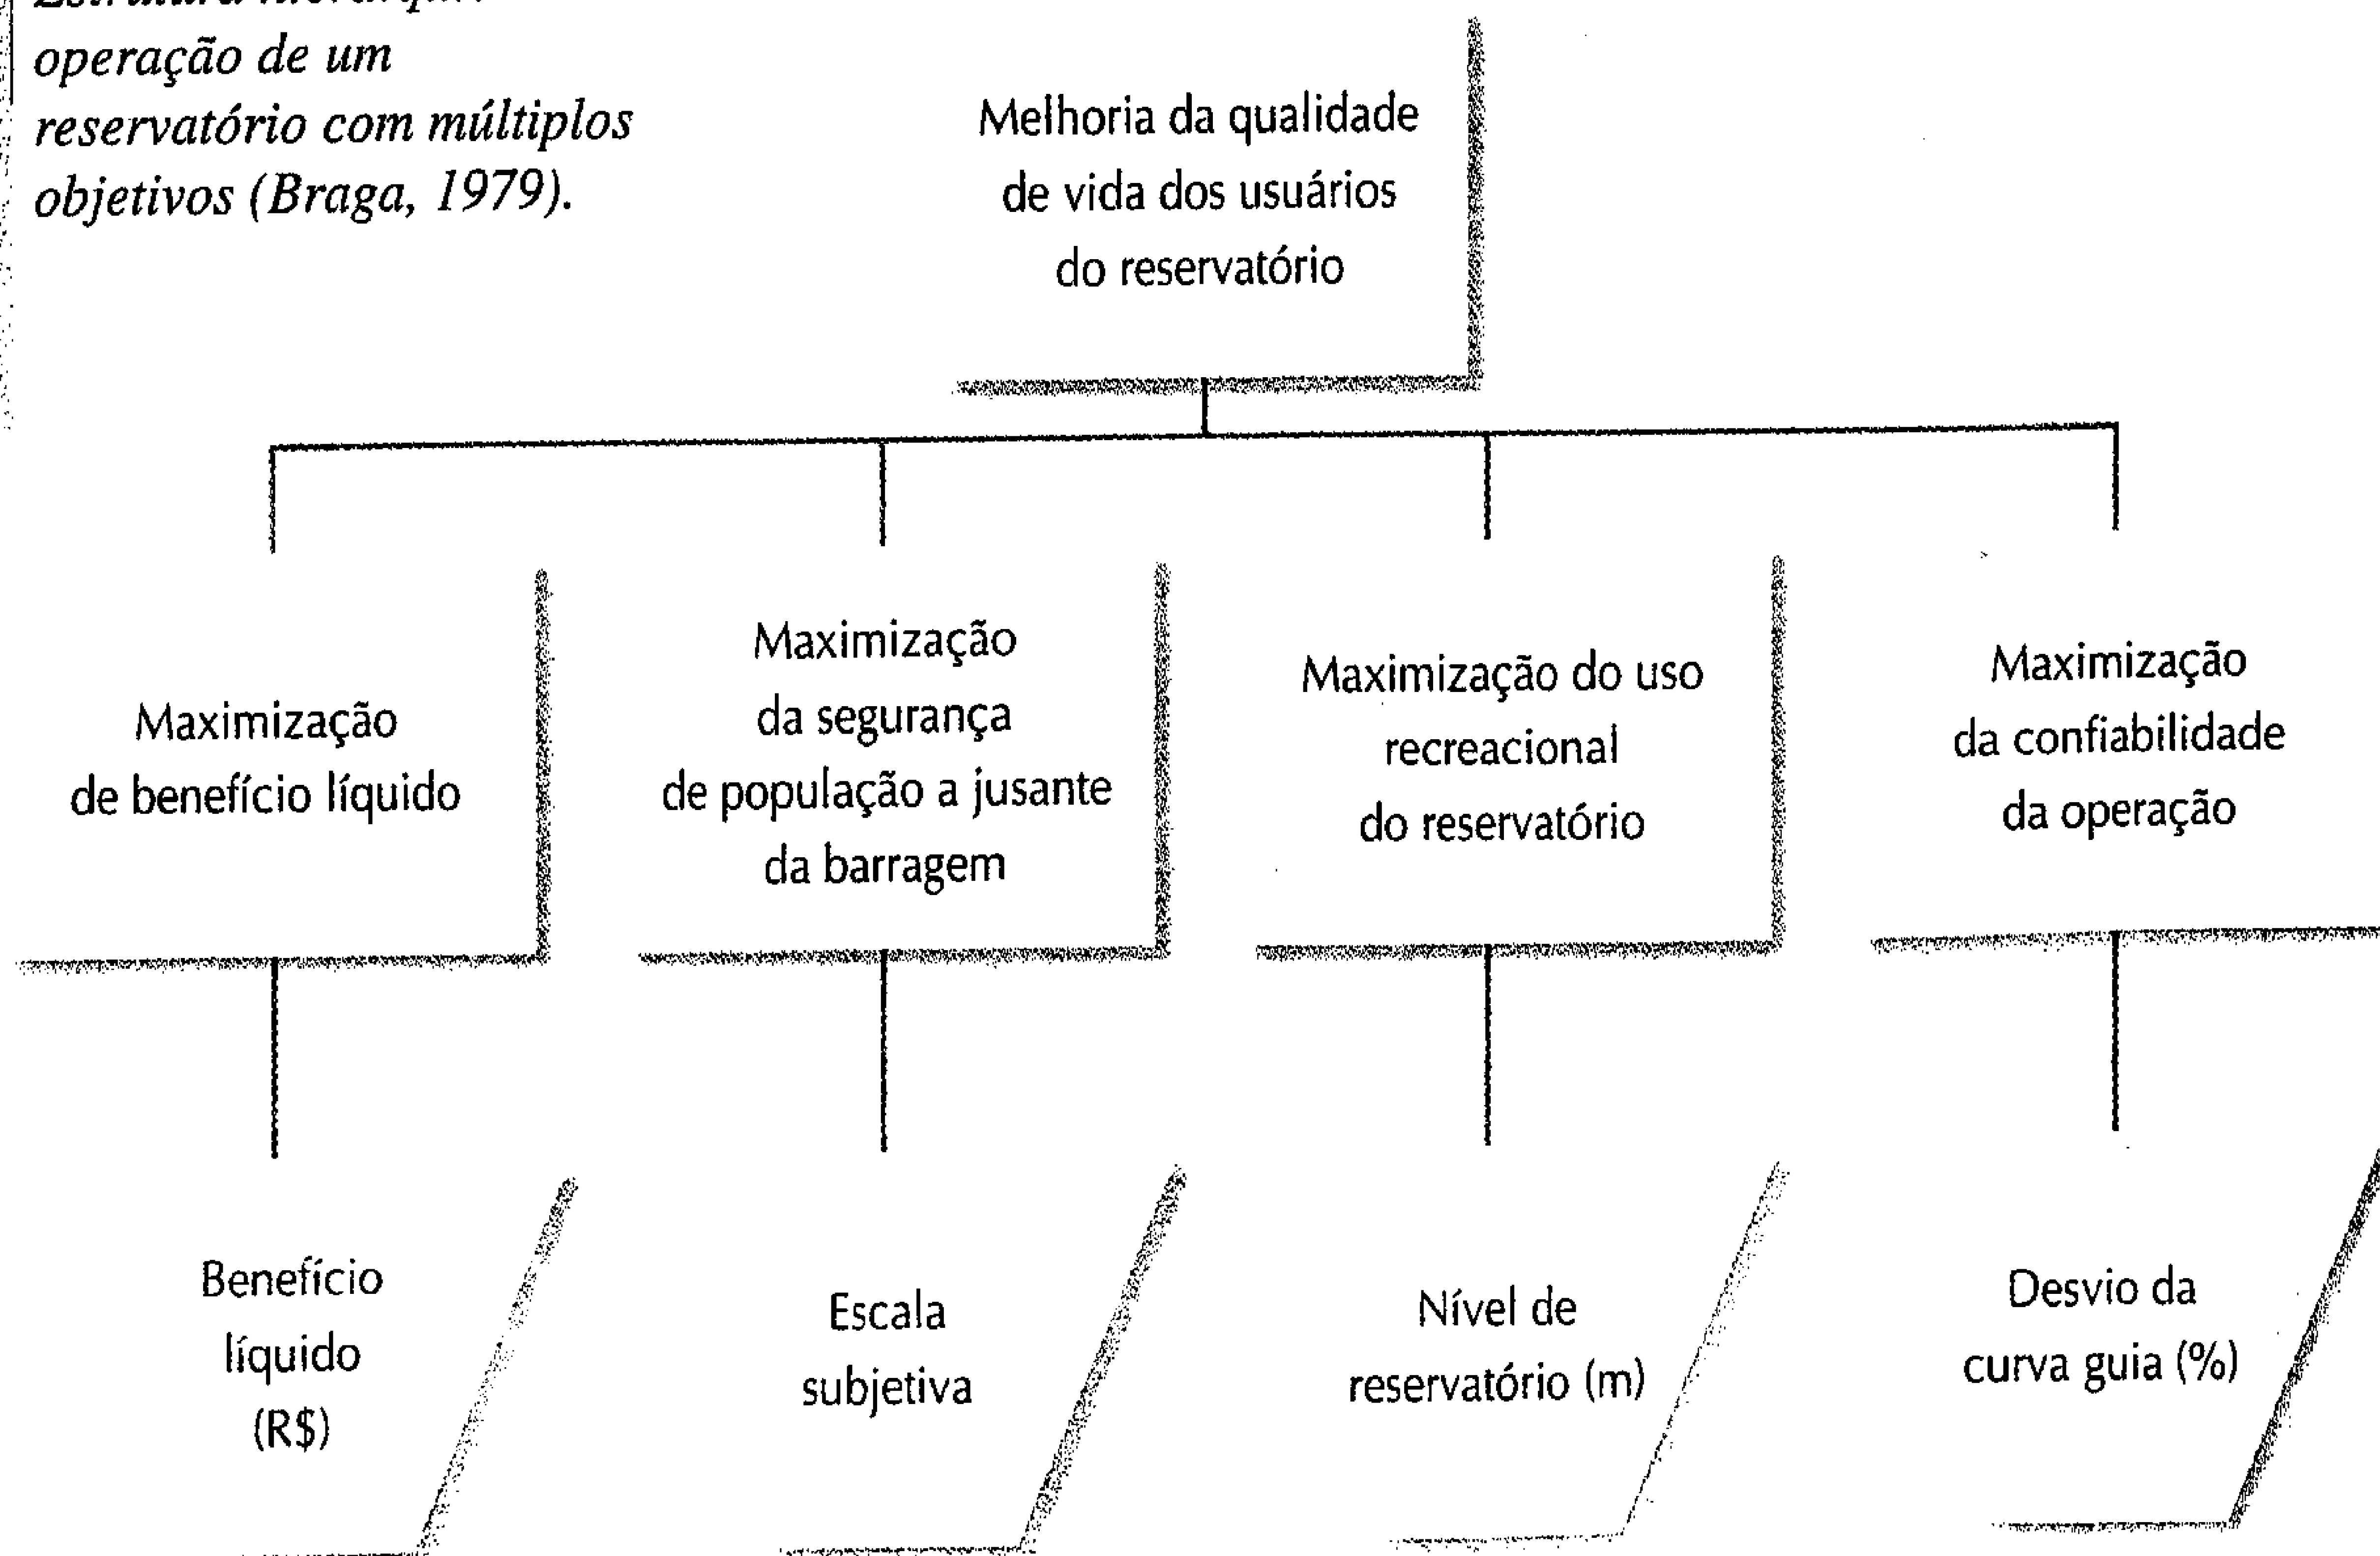 operação de um
reservatório com múltiplos
objetivos (Braga, 1979).
Melhoria da qualidade
de vida dos usuários
do reservatório
Maximização
de benefício líquido
Maximização
da segurança
de população a jusante
da barragem
Maximização do uso
recreacional
do reservatório
Maximização
da confiabilidade
da operação
Benefício
líquido
(R$)
Escala
subjetiva
Nível de
reservatório (m)
Desvio da
curva guia (%)